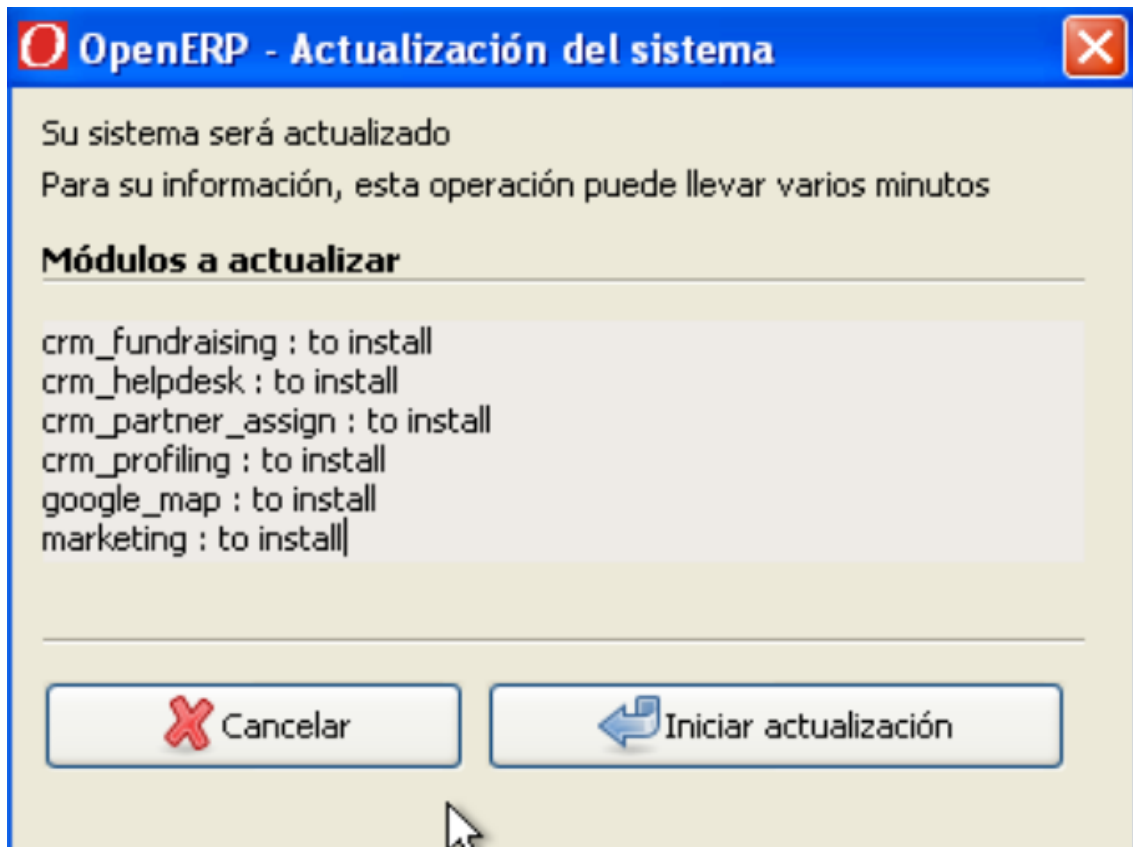 OpenERP - Actualización del sistema
Su sistema será actualizado
Para su información, esta operación puede llevar varios minutos
Módulos a actualizar
crm_fundraising : to install
crm_helpdesk : to install
crm_partner_assign : to install
crm_profiling : to install
google_map : to install
marketing : to install
Cancelar
Iniciar actualización